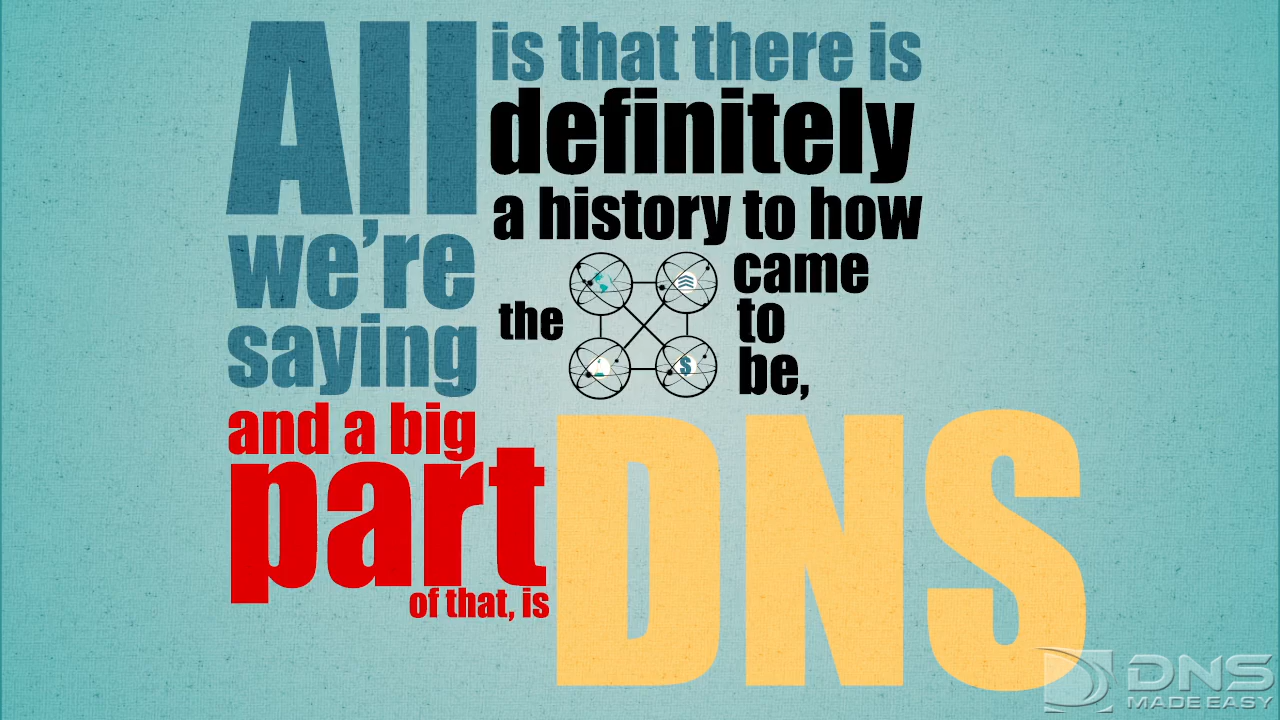 All
we're
saying
is that there is
definitely
a history to how
the
$
came
to
be,
and a big
part
of that, is
DNS
DNS
MADE EASY